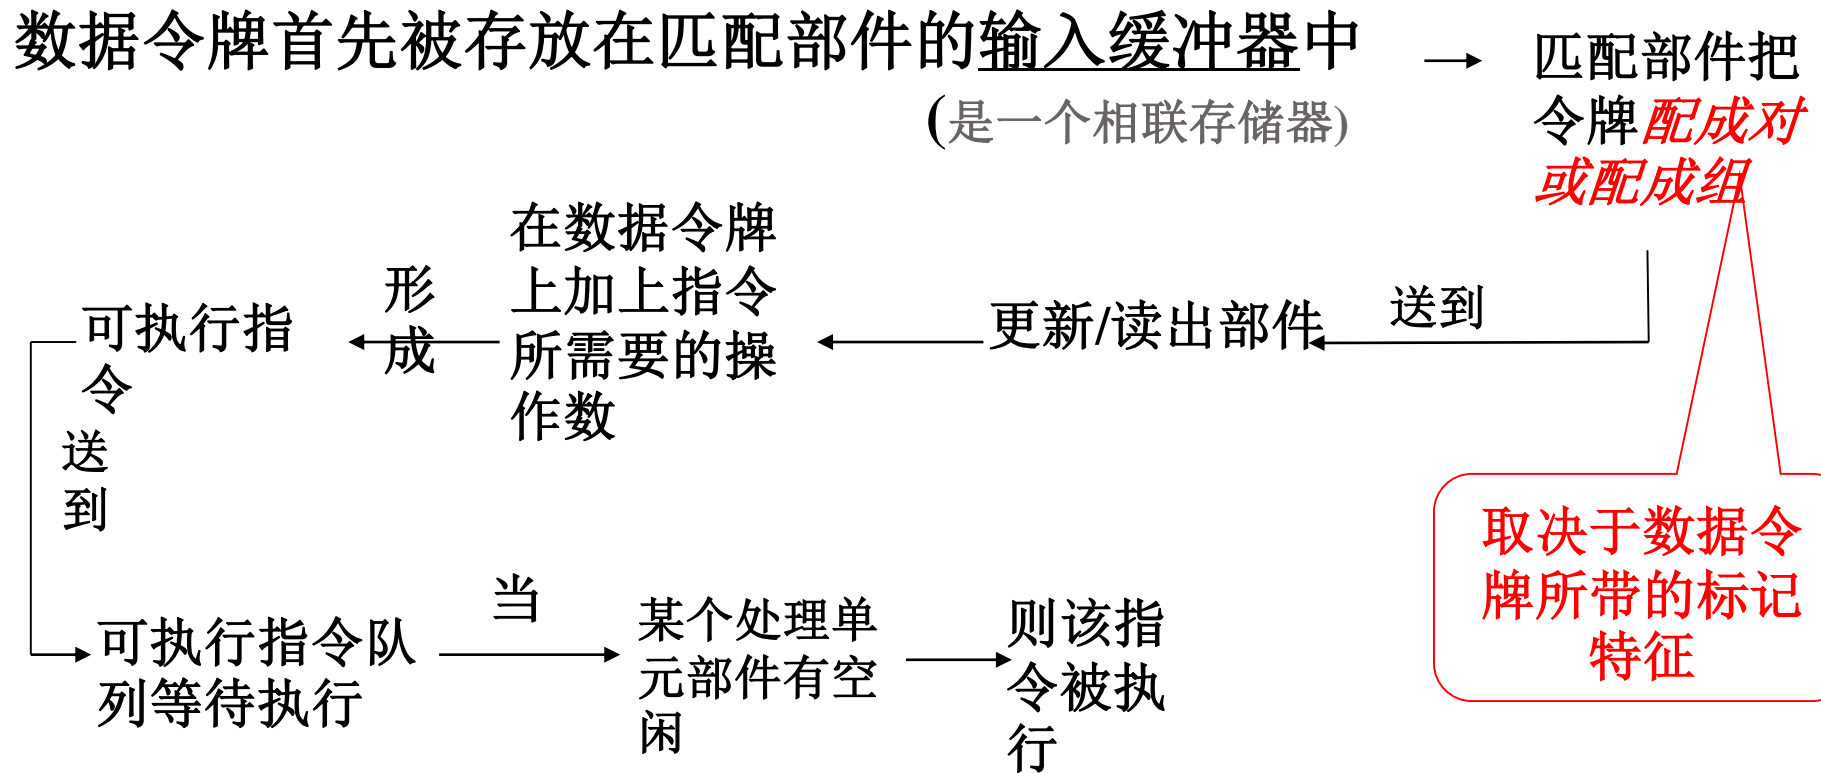 数据令牌首先被存放在匹配部件的输入缓冲器中
(是一个相联存储器)
匹配部件把
令牌配成对
或配成组
送到
更新/读出部件
在数据令牌
上加上指令
所需要的操
作数
形
成
可执行指
令
送
到
取决于数据令
牌所带的标记
特征
可执行指令队
列等待执行
当
某个处理单
元部件有空
闲
则该指
令被执
行